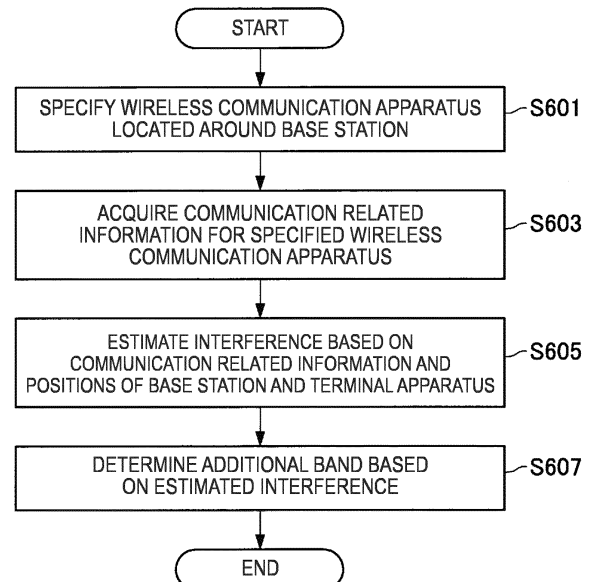 START
SPECIFY WIRELESS COMMUNICATION APPARATUS
LOCATED AROUND BASE STATION
S601
ACQUIRE COMMUNICATION RELATED
INFORMATION FOR SPECIFIED WIRELESS
COMMUNICATION APPARATUS
S603
ESTIMATE INTERFERENCE BASED ON
COMMUNICATION RELATED INFORMATION AND
POSITIONS OF BASE STATION AND TERMINAL APPARATUS
S605
DETERMINE ADDITIONAL BAND BASED
ON ESTIMATED INTERFERENCE
S607
END